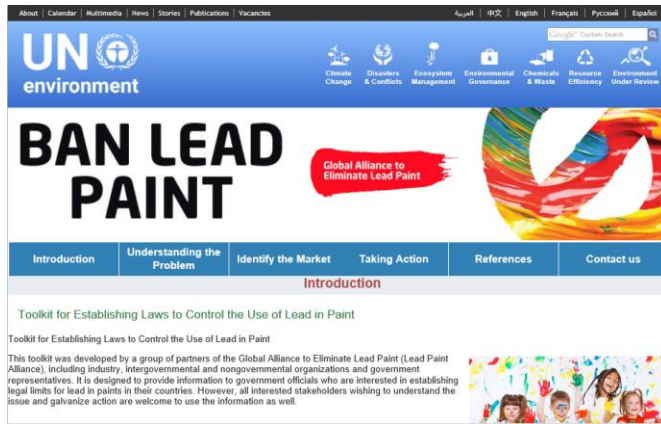 About | Calendar | Multimedia | News | Stories | Publications | Vacancies
العربية | 中文 | English | Français | Русский | Español
Google Custom Search
UN
environment
Climate Change
Disasters & Conflicts
Ecosystem Management
Environmental Governance
Chemicals & Waste
Resource Efficiency
Environment Under Review
BAN LEAD
PAINT
Global Alliance to
Eliminate Lead Paint
Introduction
Understanding the Problem
Identify the Market
Taking Action
References
Contact us
Introduction
Toolkit for Establishing Laws to Control the Use of Lead in Paint
Toolkit for Establishing Laws to Control the Use of Lead in Paint
This toolkit was developed by a group of partners of the Global Alliance to Eliminate Lead Paint (Lead Paint
Alliance), including industry, intergovernmental and nongovernmental organizations and government
representatives. It is designed to provide information to government officials who are interested in establishing
legal limits for lead in paints in their countries. However, all interested stakeholders wishing to understand the
issue and galvanize action are welcome to use the information as well.